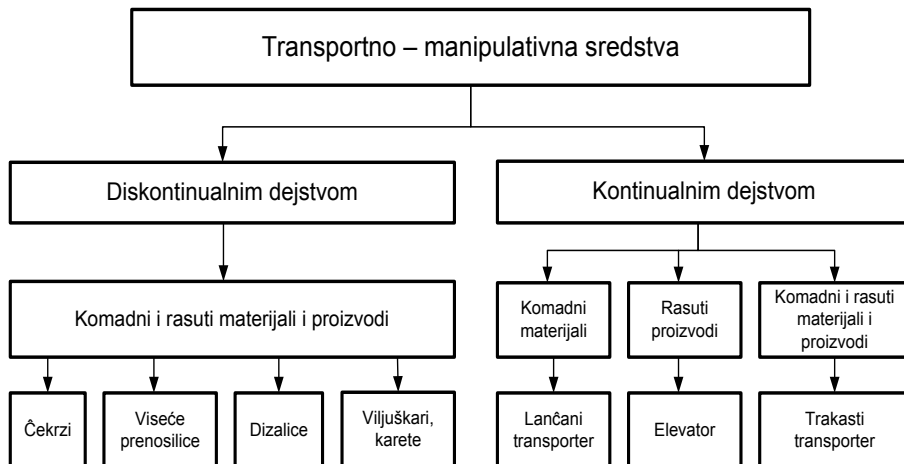 Transportno – manipulativna sredstva
Diskontinualnim dejstvom
Kontinualnim dejstvom
Komadni i rasuti materijali i proizvodi
Komadni
materijali
Rasuti
proizvodi
Komadni i rasuti
materijali i
proizvodi
Čekrzi
Viseće
prenosilice
Dizalice
Viljuškari,
karete
Lančani
transporter
Elevator
Trakasti
transporter